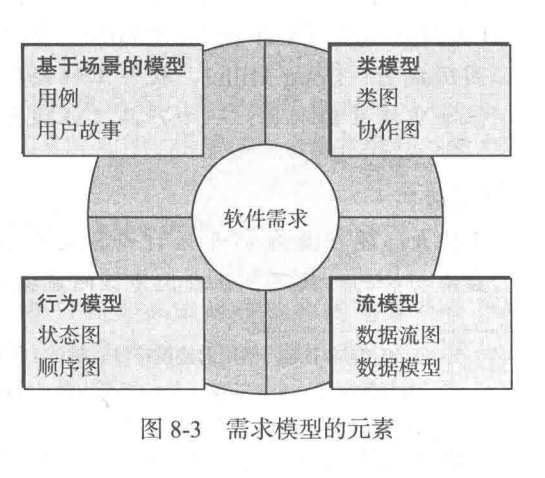 基于场景的模型
用例
用户故事
类模型
类图
协作图
软件需求
行为模型
状态图
顺序图
流模型
数据流图
数据模型
图 8-3 需求模型的元素